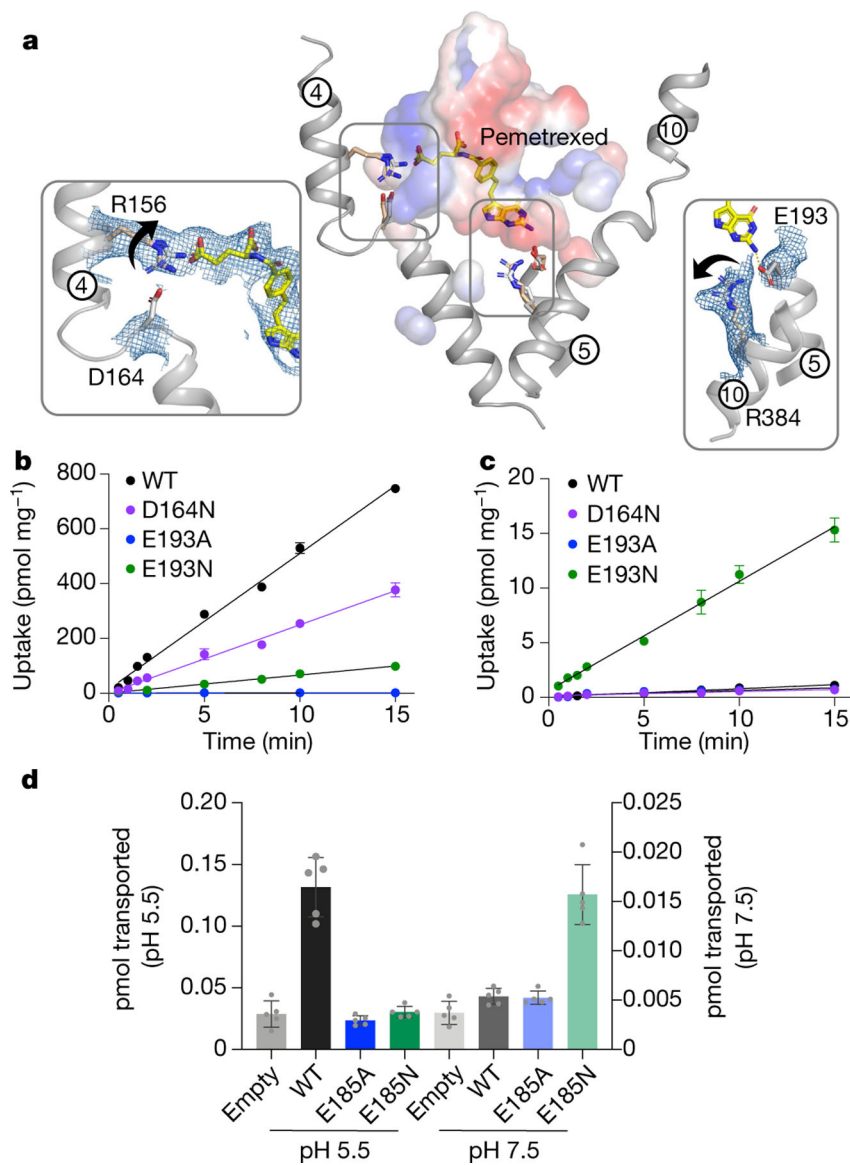 a
4
10
Pemetrexed
R156
4
D164
E193
5
10
R384
5
b
800
600
400
200
0
Uptake (pmol mg⁻¹)
WT
D164N
E193A
E193N
0 5 10 15
Time (min)
c
20
15
10
5
0
Uptake (pmol mg⁻¹)
WT
D164N
E193A
E193N
0 5 10 15
Time (min)
d
0.20
0.15
0.10
0.05
0
pmol transported
(pH 5.5)
0.025
0.020
0.015
0.010
0.005
0
pmol transported
(pH 7.5)
Empty
WT
E185A
E185N
Empty
WT
E185A
E185N
pH 5.5
pH 7.5